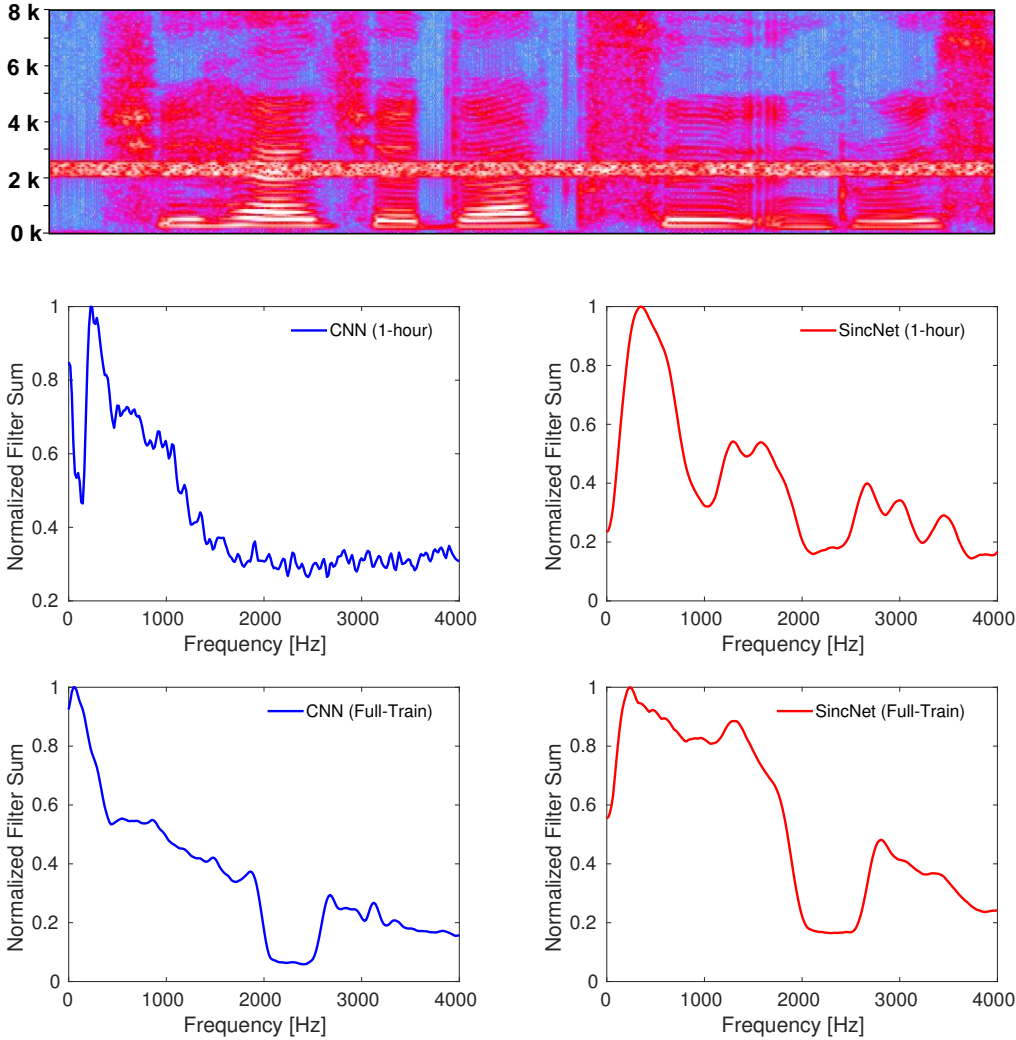 8 k
6 k
4 k
2 k
0 k
1
0.8
0.6
0.4
0.2
0 1000 2000 3000 4000
Frequency [Hz]
Normalized Filter Sum
CNN (1-hour)
1
0.8
0.6
0.4
0.2
0
0 1000 2000 3000 4000
Frequency [Hz]
Normalized Filter Sum
SincNet (1-hour)
1
0.8
0.6
0.4
0.2
0
0 1000 2000 3000 4000
Frequency [Hz]
Normalized Filter Sum
CNN (Full-Train)
1
0.8
0.6
0.4
0.2
0
0 1000 2000 3000 4000
Frequency [Hz]
Normalized Filter Sum
SincNet (Full-Train)